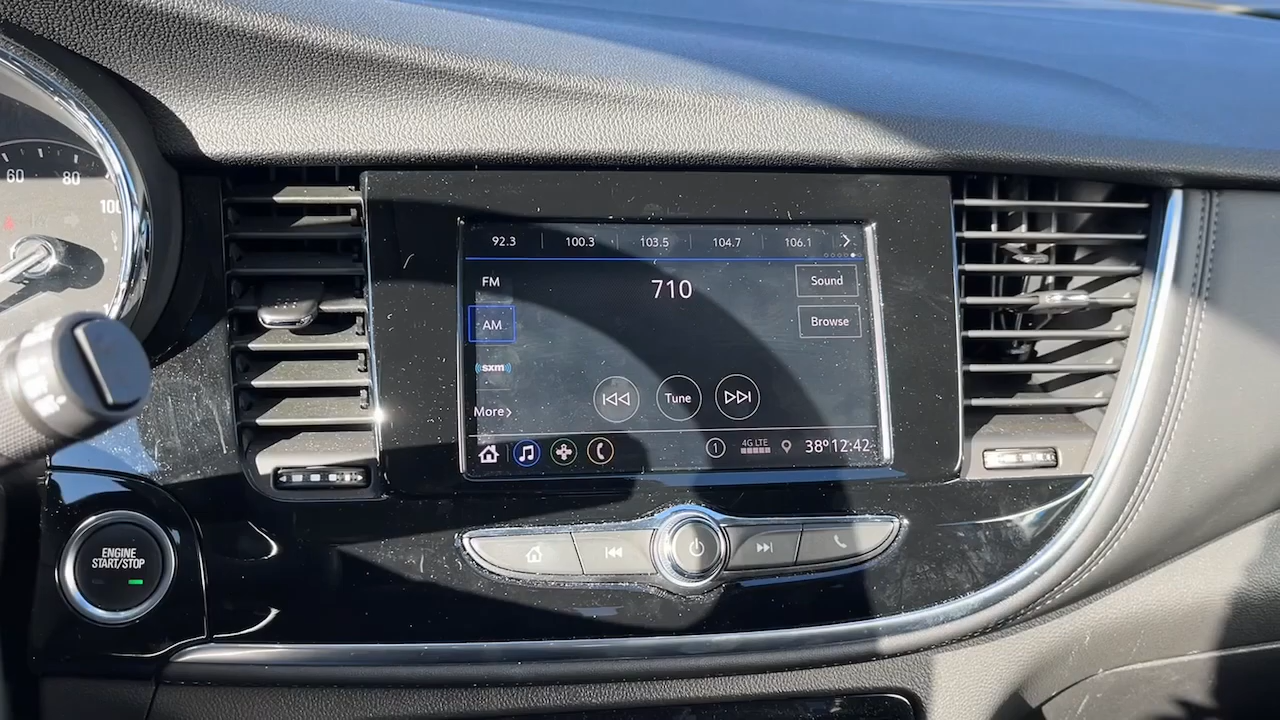 60
80
100
92.3 100.3 103.5 104.7 106.1
FM
710
Sound
AM
Browse
sxm
Tune
More
1
4G LTE
38° 12:42
ENGINE
START/STOP